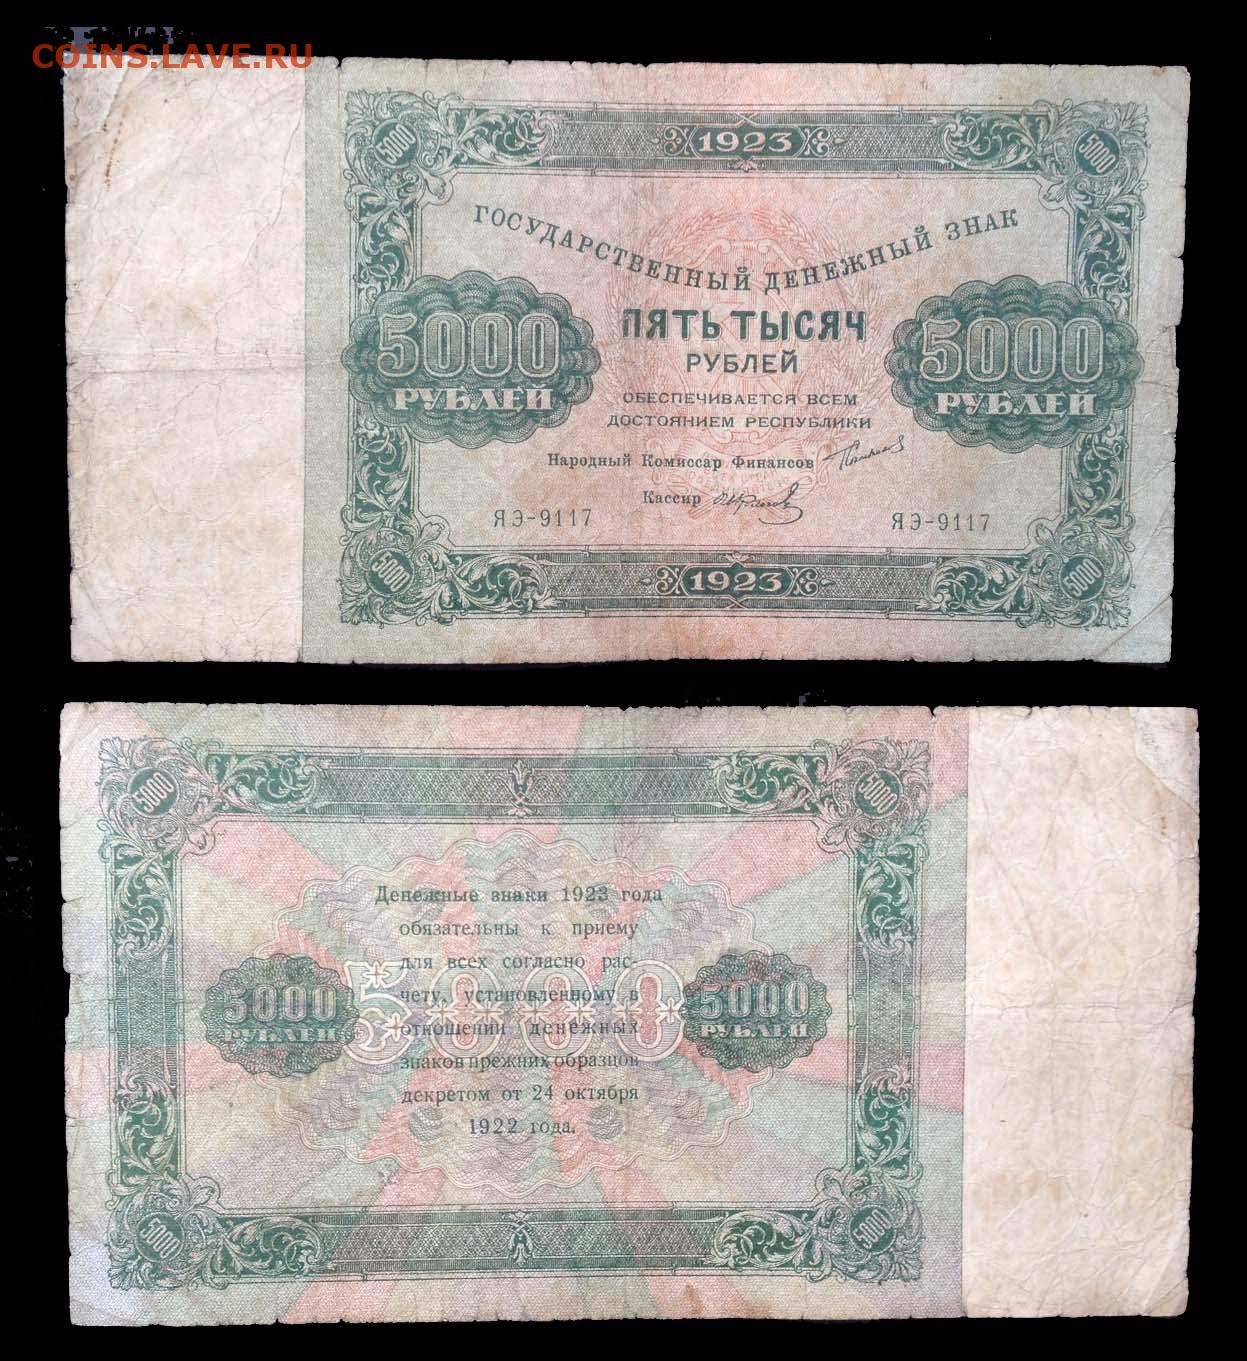 COINS.LAVE.RU
5000 1923 5000
ГОСУДАРСТВЕННЫЙ ДЕНЕЖНЫЙ ЗНАК
5000 ПЯТЬ ТЫСЯЧ 5000
РУБЛЕЙ
РУБЛЕЙ ОБЕСПЕЧИВАЕТСЯ ВСЕМ РУБЛЕЙ
ДОСТОЯНИЕМ РЕСПУБЛИКИ
Народный Комиссар Финансов
Кассир
ЯЭ-9117 ЯЭ-9117
5000 1923 5000
5000 5000
Денежные знаки 1923 года
обязательны к приему
для всех согласно рас-
чету, установленному в
отношении денежных
знаков прежних образцов
декретом от 24 октября
1922 года.
5000 5000 5000
РУБЛЕЙ РУБЛЕЙ
5000 5000